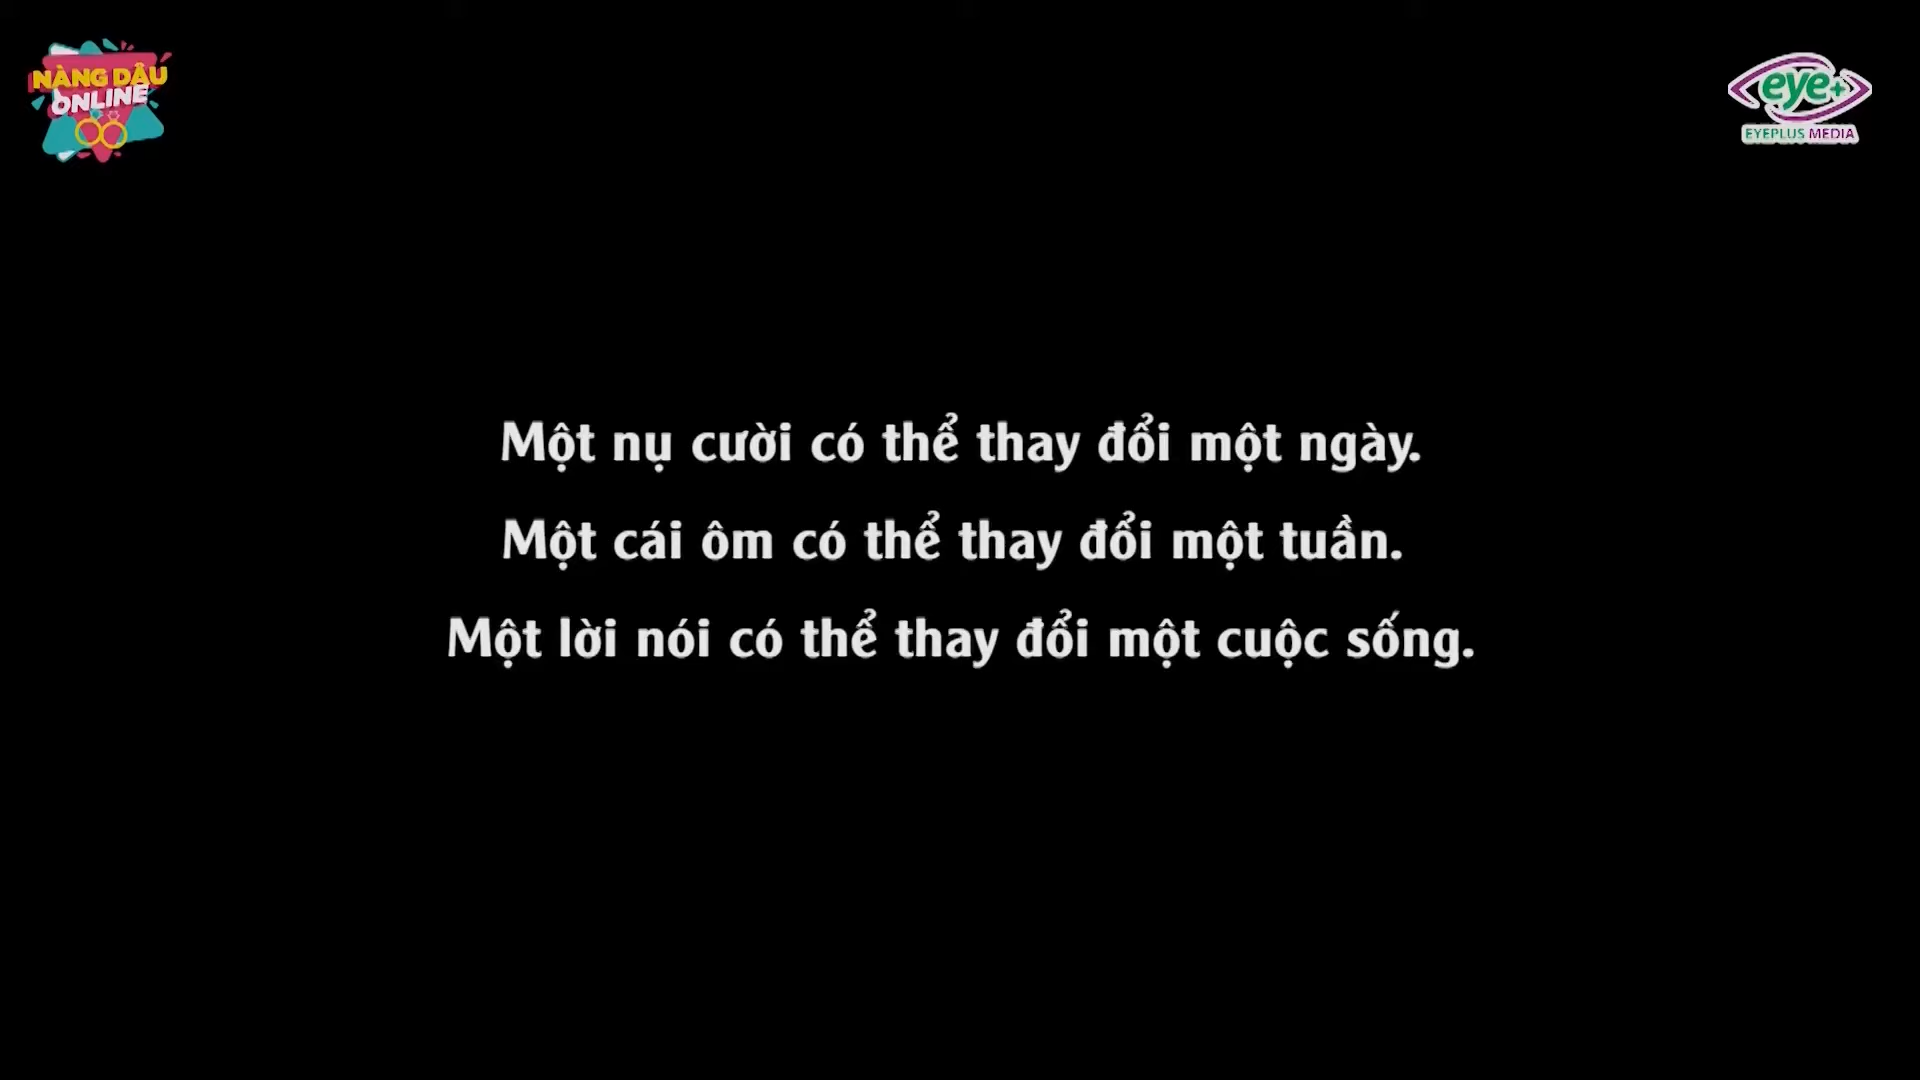 NÀNG DÂU
ONLINE
eye+
EYEPLUS MEDIA
Một nụ cười có thể thay đổi một ngày.
Một cái ôm có thể thay đổi một tuần.
Một lời nói có thể thay đổi một cuộc sống.